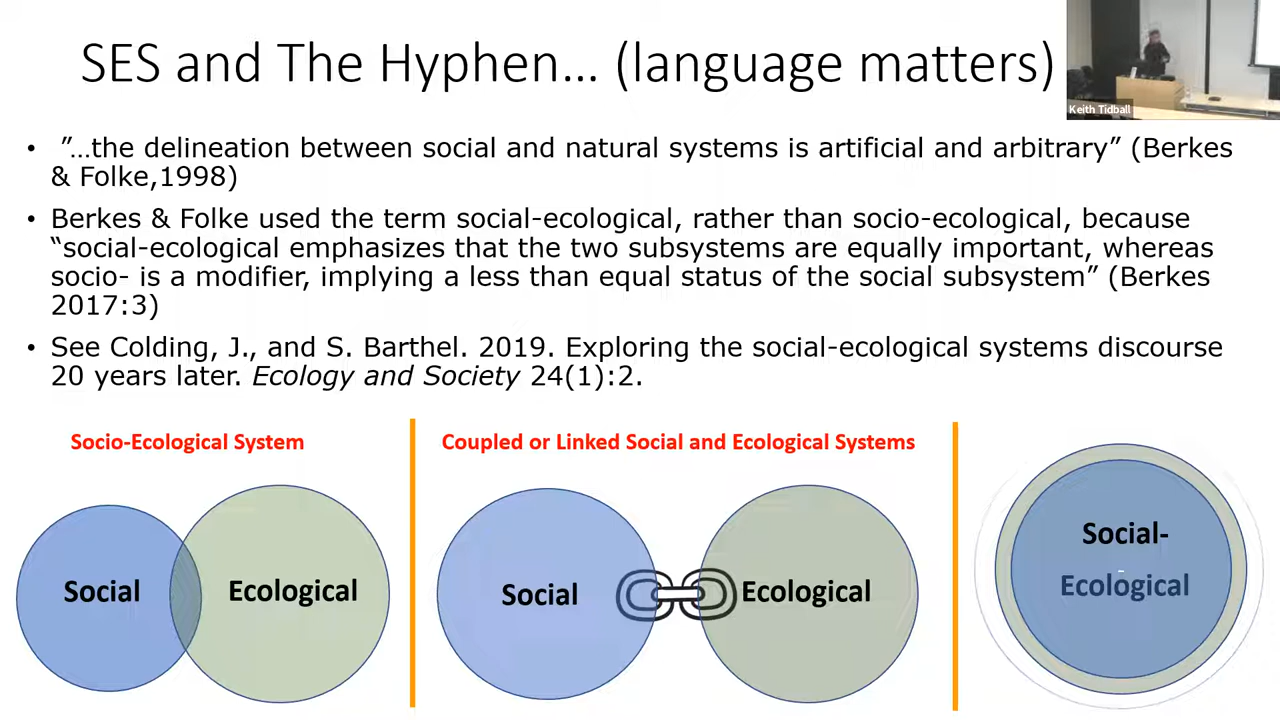 SES and The Hyphen… (language matters)
Keith Tidball
• ”…the delineation between social and natural systems is artificial and arbitrary” (Berkes
& Folke,1998)
• Berkes & Folke used the term social-ecological, rather than socio-ecological, because
“social-ecological emphasizes that the two subsystems are equally important, whereas
socio- is a modifier, implying a less than equal status of the social subsystem” (Berkes
2017:3)
• See Colding, J., and S. Barthel. 2019. Exploring the social-ecological systems discourse
20 years later. Ecology and Society 24(1):2.
Socio-Ecological System
Social
Ecological
Coupled or Linked Social and Ecological Systems
Social
Ecological
Social-
Ecological